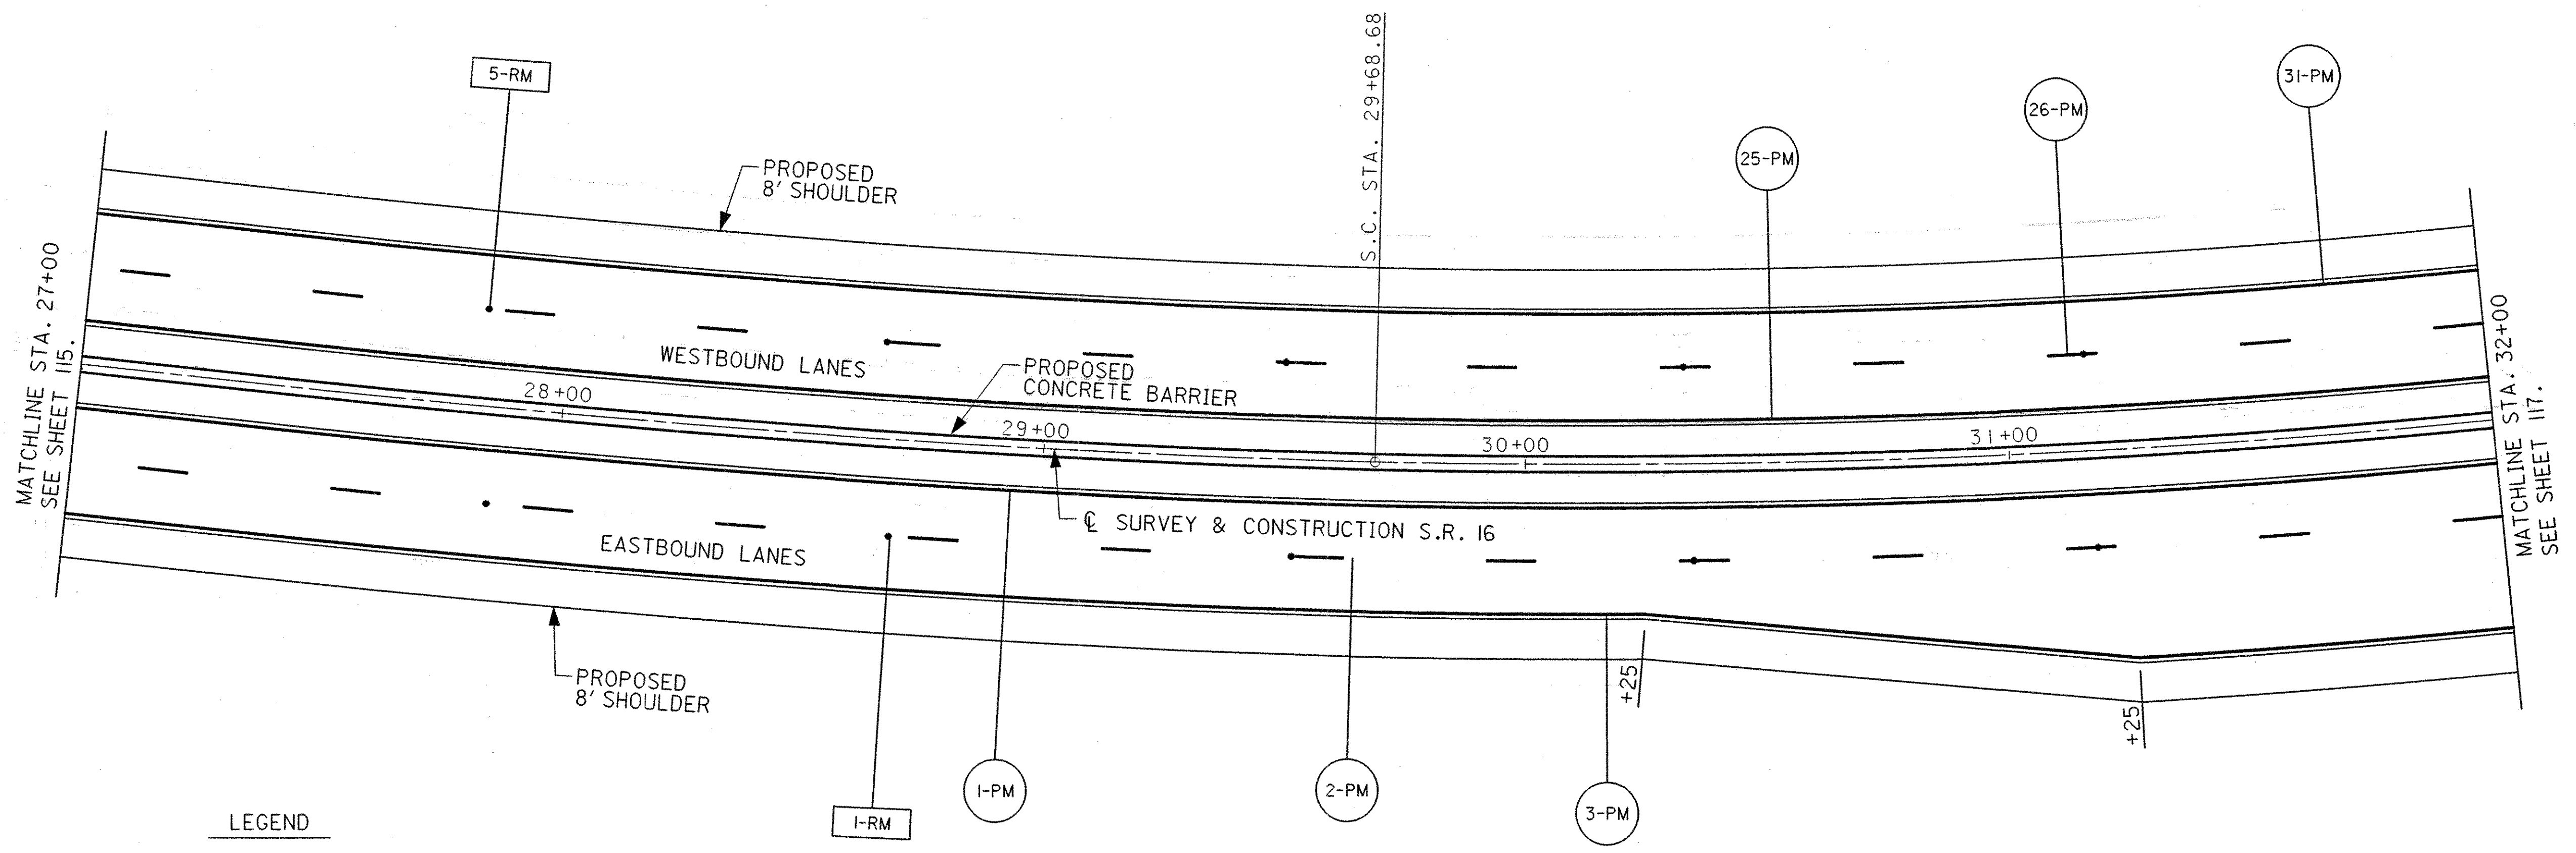 S.C. STA. 29+68.68
5-RM
31-PM
26-PM
25-PM
PROPOSED
8' SHOULDER
MATCHLINE STA. 27+00
SEE SHEET 115.
WESTBOUND LANES
PROPOSED
CONCRETE BARRIER
28+00
29+00
30+00
31+00
MATCHLINE STA. 32+00
SEE SHEET 117.
℄ SURVEY & CONSTRUCTION S.R. 16
EASTBOUND LANES
PROPOSED
8' SHOULDER
+25
+25
1-RM
1-PM
2-PM
3-PM
LEGEND